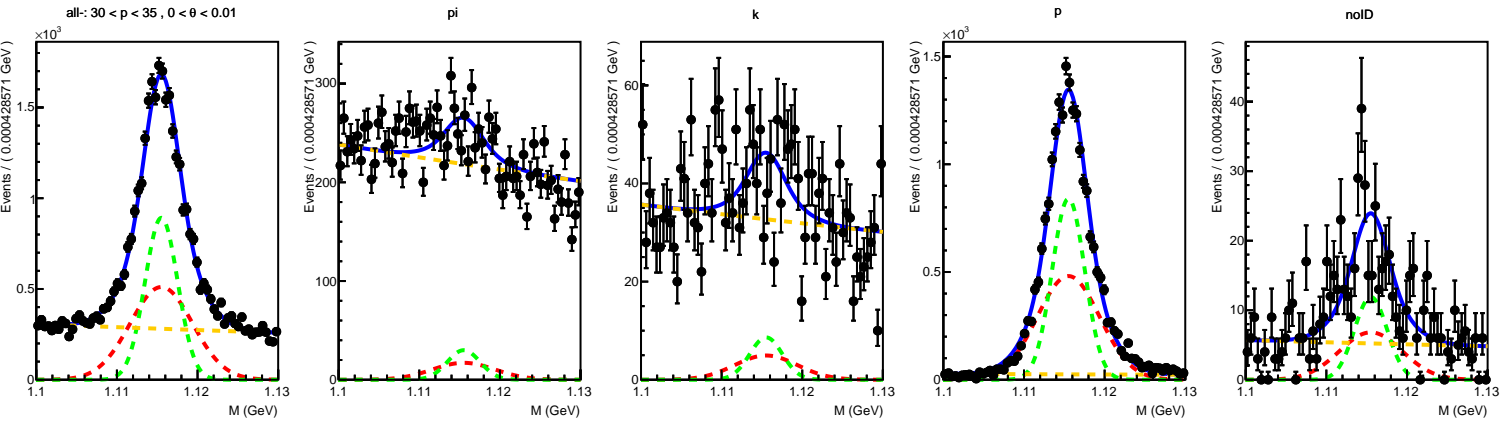 all-: 30 < p < 35 , 0 < θ < 0.01
×10³
Events / ( 0.000428571 GeV )
1.5
1
0.5
0
1.1 1.11 1.12 1.13
M (GeV)
pi
Events / ( 0.000428571 GeV )
300
200
100
0
1.1 1.11 1.12 1.13
M (GeV)
k
Events / ( 0.000428571 GeV )
60
40
20
0
1.1 1.11 1.12 1.13
M (GeV)
p
×10³
Events / ( 0.000428571 GeV )
1.5
1
0.5
0
1.1 1.11 1.12 1.13
M (GeV)
noID
Events / ( 0.000428571 GeV )
40
30
20
10
0
1.1 1.11 1.12 1.13
M (GeV)